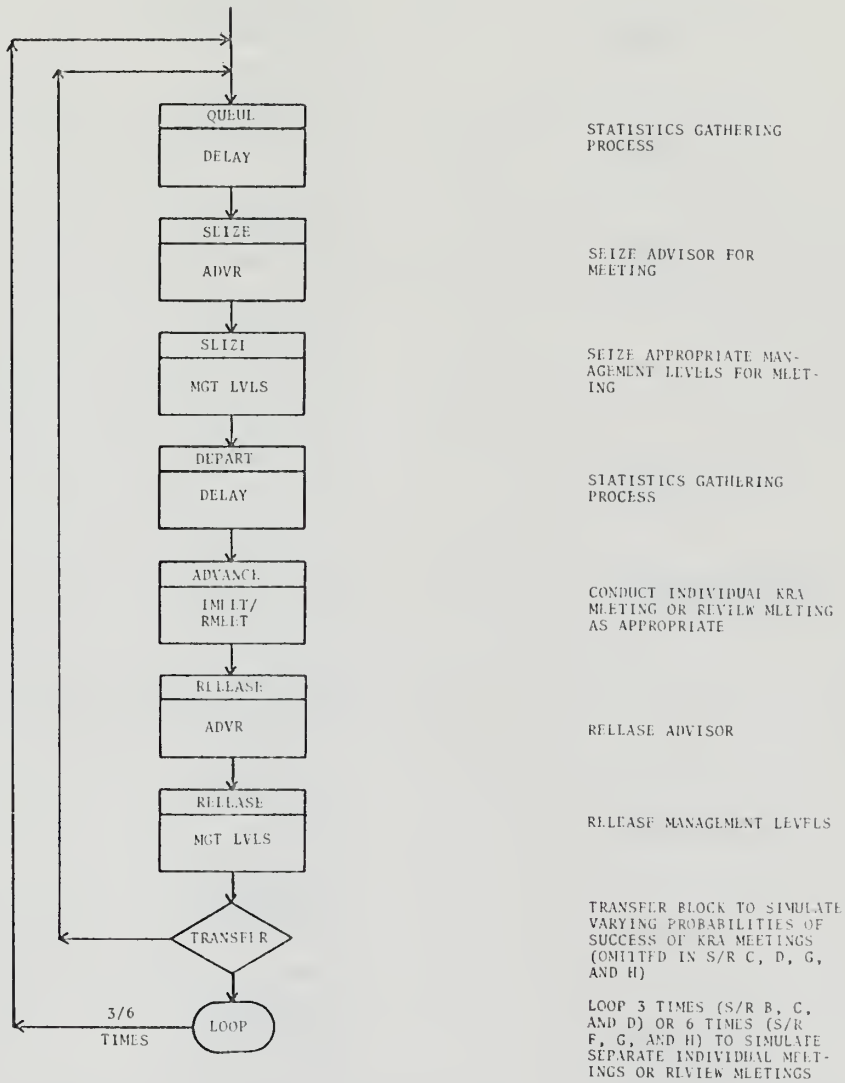 QUEUE
DELAY
STATISTICS GATHERING
PROCESS
SEIZE
ADVR
SEIZE ADVISOR FOR
MEETING
SEIZE
MGT LVLS
SEIZE APPROPRIATE MAN-
AGEMENT LEVELS FOR MEET-
ING
DEPART
DELAY
STATISTICS GATHERING
PROCESS
ADVANCE
IMEET/
RMEET
CONDUCT INDIVIDUAL KRA
MEETING OR REVIEW MEETING
AS APPROPRIATE
RELEASE
ADVR
RELEASE ADVISOR
RELEASE
MGT LVLS
RELEASE MANAGEMENT LEVELS
TRANSFER
TRANSFER BLOCK TO SIMULATE
VARYING PROBABILITIES OF
SUCCESS OF KRA MEETINGS
(OMITTED IN S/R C, D, G,
AND H)
3/6
TIMES
LOOP
LOOP 3 TIMES (S/R B, C,
AND D) OR 6 TIMES (S/R
F, G, AND H) TO SIMULATE
SEPARATE INDIVIDUAL MEET-
INGS OR REVIEW MEETINGS